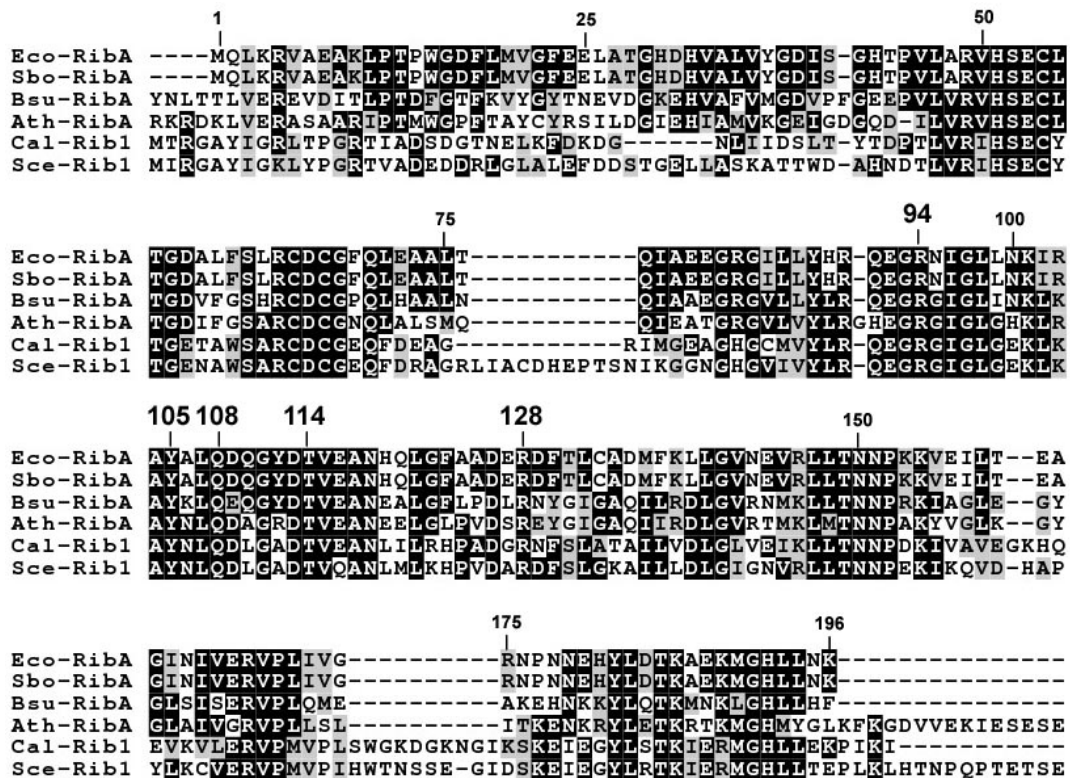 1 25 50
Eco-RibA ----MQLKRVAEAKLPTPWGDFLMVGFEELATGHDHVALVYGDIS-GHTPVLARVHSECL
Sbo-RibA ----MQLKRVAEAKLPTPWGDFLMVGFEELATGHDHVALVYGDIS-GHTPVLARVHSECL
Bsu-RibA YNLTTLVEREVDITLPTDFGTFKVYGYTNEVDGKEHVAFVMGDVPFGEEPVLVRVHSECL
Ath-RibA RKRDKLVERASAARIPTMWGPFTAYCYRSILDGIEHIAMVKGEIGDGQD-ILVRVHSECL
Cal-Rib1 MTRGAYIGRLTPGRTIADSDGTNELKFDKDG------NLIIDSLT-YTDPTLVRIHSECY
Sce-Rib1 MIRGAYIGKLYPGRTVADEDDRLGLALEFDDSTGELLASKATTWD-AHNDTLVRIHSECY
75 94 100
Eco-RibA TGDALFSLRCDCGFQLEAALT-----------QIAEEGRGILLYHR-QEGRNIGLLNKIR
Sbo-RibA TGDALFSLRCDCGFQLEAALT-----------QIAEEGRGILLYHR-QEGRNIGLLNKIR
Bsu-RibA TGDVFGSHRCDCGPQLHAALN-----------QIAAEGRGVLLYLR-QEGRGIGLINKLK
Ath-RibA TGDIFGSARCDCGNQLALSMQ-----------QIEATGRGVLVYLRGHEGRGIGLGHKLR
Cal-Rib1 TGETAWSARCDCGEQFDEAG-----------RIMGEAGHGCMVYLR-QEGRGIGLGEKLK
Sce-Rib1 TGENAWSARCDCGEQFDRAGRLIACDHEPTSNIKGGNGHGVIVYLR-QEGRGIGLGEKLK
105 108 114 128 150
Eco-RibA AYALQDQGYDTVEANHQLGFAADERDFTLCADMFKLLGVNEVRLLTNNPKKVEILT--EA
Sbo-RibA AYALQDQGYDTVEANHQLGFAADERDFTLCADMFKLLGVNEVRLLTNNPKKVEILT--EA
Bsu-RibA AYKLQEQGYDTVEANEALGFLPDLRNYGIGAQILRDLGVRNMKLLTNNPRKIAGLE--GY
Ath-RibA AYNLQDAGRDTVEANEELGLPVDSREYGIGAQIIRDLGVRTMKLMTNNPAKYVGLK--GY
Cal-Rib1 AYNLQDLGADTVEANLILRHPADGRNFSLATAILVDLGLVEIKLLTNNPDKIVAVEGKHQ
Sce-Rib1 AYNLQDLGADTVQANLMLKHPVDARDFSLGKAILLDLGIGNVRLLTNNPEKIKQVD-HAP
175 196
Eco-RibA GINIVERVPLIVG----------RNPNNEHYLDTKAEKMGHLLNK---------------
Sbo-RibA GINIVERVPLIVG----------RNPNNEHYLDTKAEKMGHLLNK---------------
Bsu-RibA GLSISERVPLQME----------AKEHNKKYLQTKMNKLGHLLHF---------------
Ath-RibA GLAIVGRVPLLSL----------ITKENKRYLETKRTKMGHMYGLKFKGDVVEKIESESE
Cal-Rib1 EVKVLERVPMVPLSWGKDGKNGIKSKEIEGYLSTKIERMGHLLEKPIKI-----------
Sce-Rib1 YLKCVERVPMVPIHWTNSSE-GIDSKEIEGYLRTKIERMGHLLTEPLKLHTNPQPTETSE